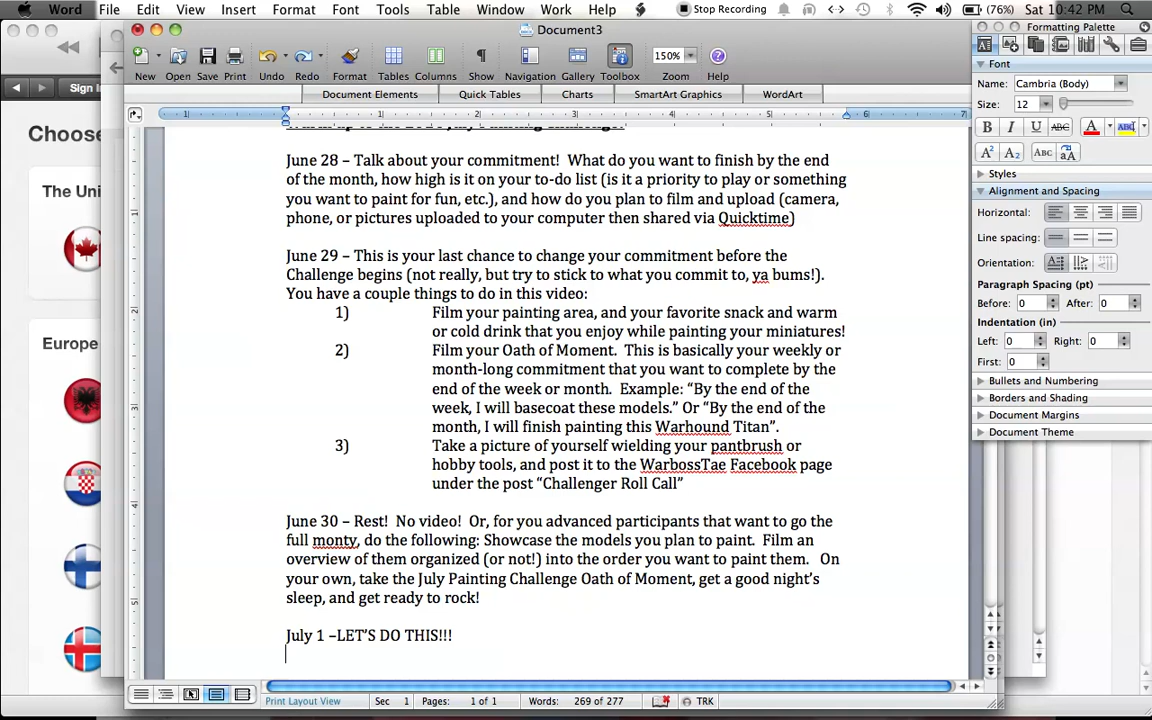 Word File Edit View Insert Format Font Tools Table Window Work Help Stop Recording (76%) Sat 10:42 PM
Document3
Formatting Palette
New Open Save Print Undo Redo Format Tables Columns Show Navigation Gallery Toolbox 150% Zoom Help
Document Elements Quick Tables Charts SmartArt Graphics WordArt
Sign I
Choose
The Uni
Europe
June 28 – Talk about your commitment!  What do you want to finish by the end
of the month, how high is it on your to-do list (is it a priority to play or something
you want to paint for fun, etc.), and how do you plan to film and upload (camera,
phone, or pictures uploaded to your computer then shared via Quicktime)
June 29 – This is your last chance to change your commitment before the
Challenge begins (not really, but try to stick to what you commit to, ya bums!).
You have a couple things to do in this video:
1) Film your painting area, and your favorite snack and warm
or cold drink that you enjoy while painting your miniatures!
2) Film your Oath of Moment.  This is basically your weekly or
month-long commitment that you want to complete by the
end of the week or month.  Example: “By the end of the
week, I will basecoat these models.” Or “By the end of the
month, I will finish painting this Warhound Titan”.
3) Take a picture of yourself wielding your pantbrush or
hobby tools, and post it to the WarbossTae Facebook page
under the post “Challenger Roll Call”
June 30 – Rest!  No video!  Or, for you advanced participants that want to go the
full monty, do the following: Showcase the models you plan to paint.  Film an
overview of them organized (or not!) into the order you want to paint them.   On
your own, take the July Painting Challenge Oath of Moment, get a good night’s
sleep, and get ready to rock!
July 1 –LET’S DO THIS!!!
Print Layout View Sec 1 Pages: 1 of 1 Words: 269 of 277 TRK
Font
Name: Cambria (Body)
Size: 12
B I U ABC A ABC
A² A₂ ABC aA
Styles
Alignment and Spacing
Horizontal:
Line spacing:
Orientation:
Paragraph Spacing (pt)
Before: 0 After: 0
Indentation (in)
Left: 0 Right: 0
First: 0
Bullets and Numbering
Borders and Shading
Document Margins
Document Theme